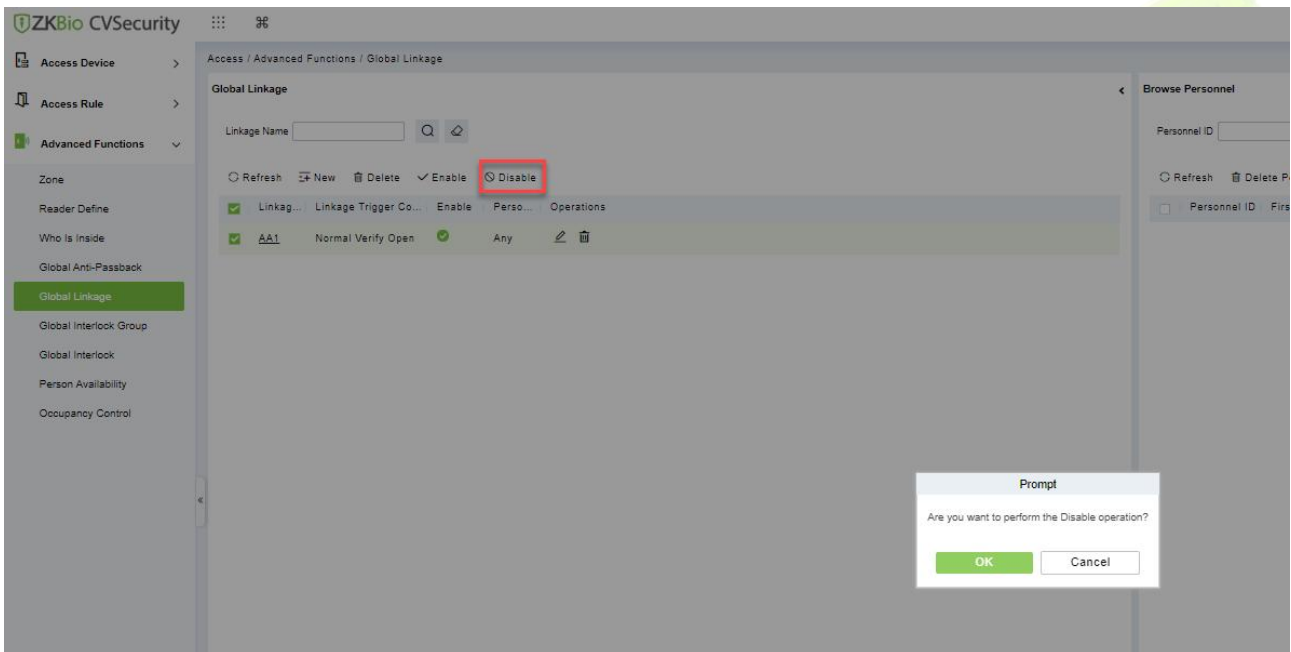 ZKBio CVSecurity
Access Device
Access Rule
Advanced Functions
Zone
Reader Define
Who Is Inside
Global Anti-Passback
Global Linkage
Global Interlock Group
Global Interlock
Person Availability
Occupancy Control
Access / Advanced Functions / Global Linkage
Global Linkage
Linkage Name
Refresh New Delete Enable Disable
Linkag... Linkage Trigger Co... Enable Perso... Operations
AA1 Normal Verify Open Any
Browse Personnel
Personnel ID
Refresh Delete P
Personnel ID Firs
Prompt
Are you want to perform the Disable operation?
OK Cancel